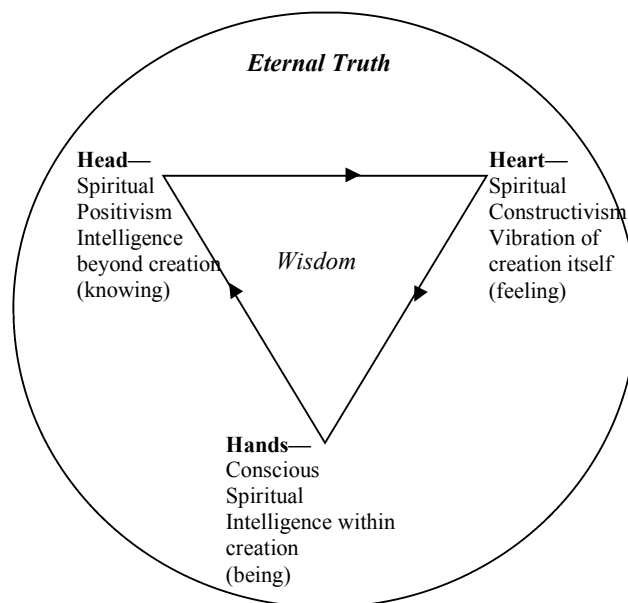 Eternal Truth
Head—
Spiritual
Positivism
Intelligence
beyond creation
(knowing)
Heart—
Spiritual
Constructivism
Vibration of
creation itself
(feeling)
Wisdom
Hands—
Conscious
Spiritual
Intelligence within
creation
(being)